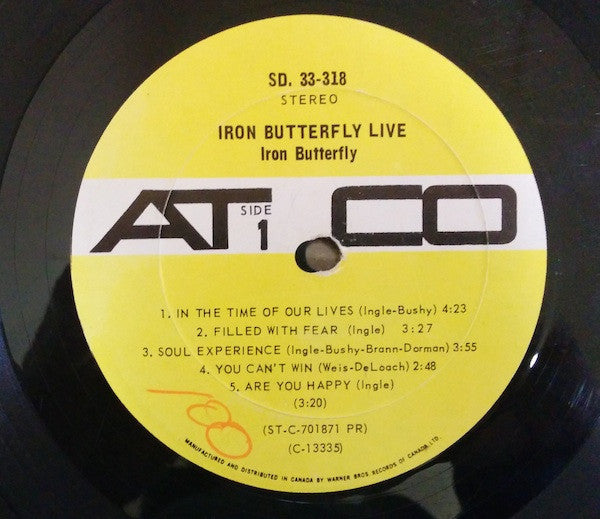 SD. 33-318
STEREO
IRON BUTTERFLY LIVE
Iron Butterfly
ATCO
SIDE
1
1. IN THE TIME OF OUR LIVES (Ingle-Bushy) 4:23
2. FILLED WITH FEAR (Ingle) 3:27
3. SOUL EXPERIENCE (Ingle-Bushy-Brann-Dorman) 3:55
4. YOU CAN'T WIN (Weis-DeLoach) 2:48
5. ARE YOU HAPPY (Ingle)
(3:20)
100
(ST-C-701871 PR)
(C-13335)
MANUFACTURED AND DISTRIBUTED IN CANADA BY WARNER BROS. RECORDS OF CANADA, LTD.